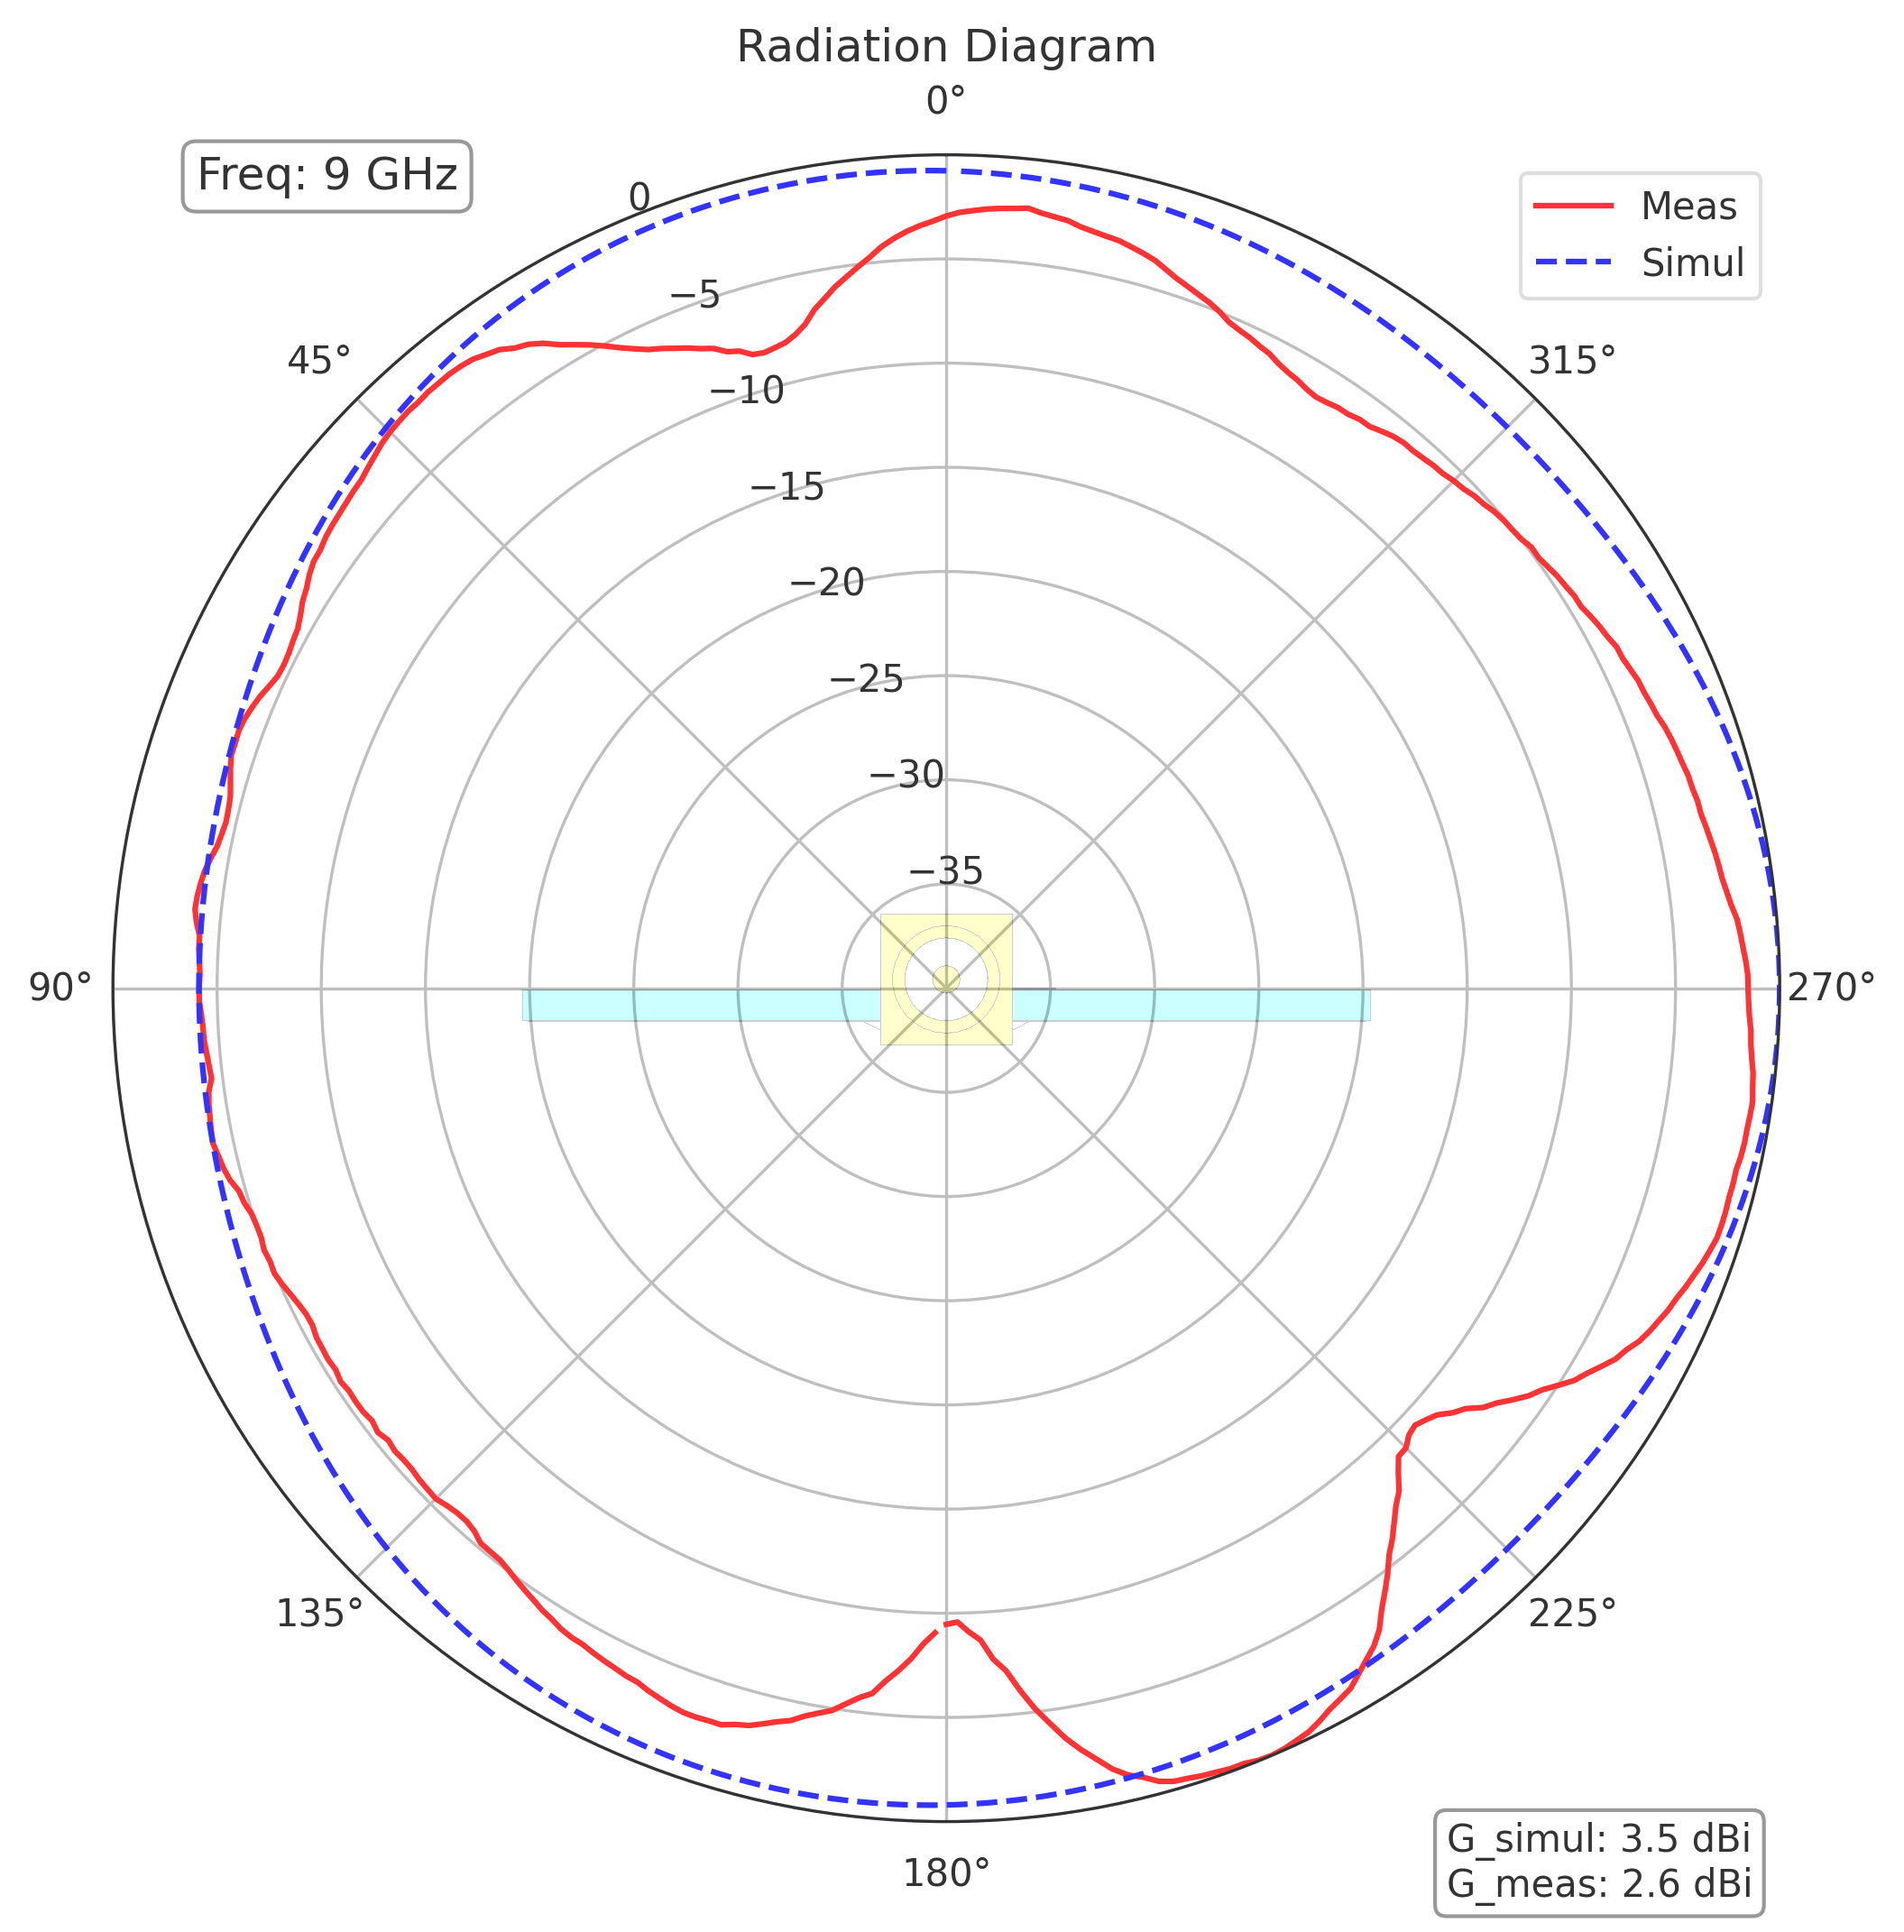 Radiation Diagram
0°
Freq: 9 GHz
Meas
Simul
0
−5
−10
−15
−20
−25
−30
−35
45°
315°
90°
270°
135°
225°
180°
G_simul: 3.5 dBi
G_meas: 2.6 dBi